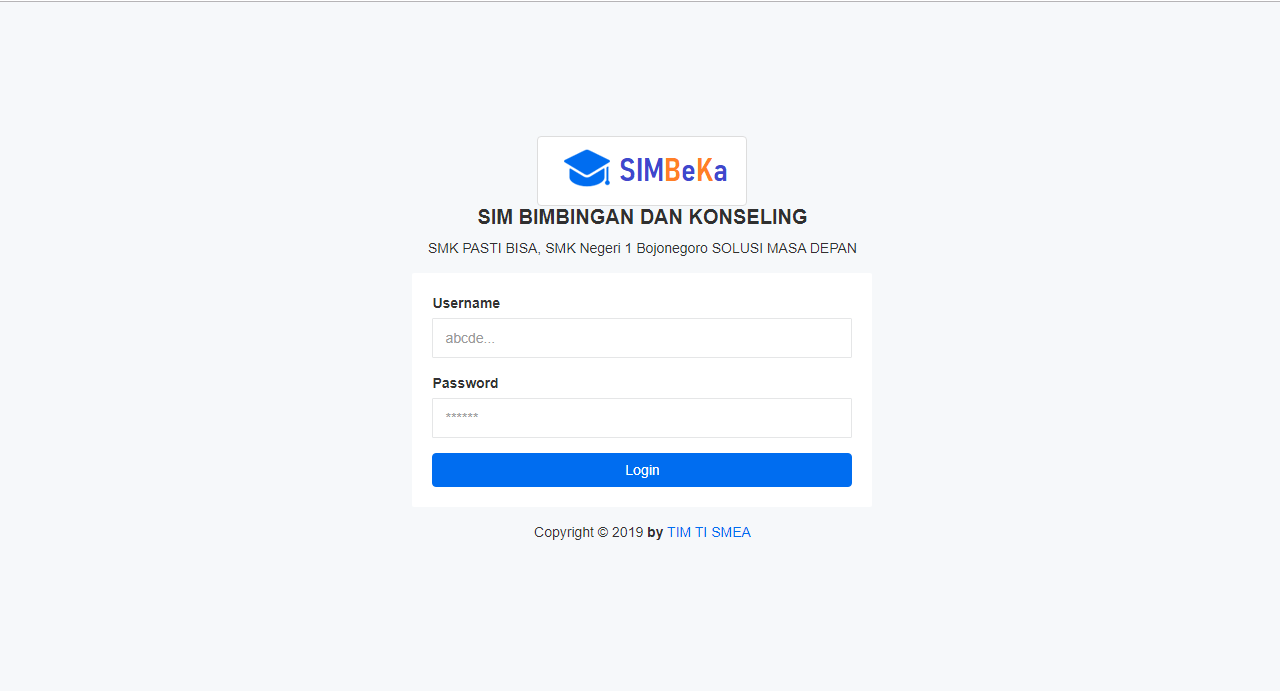 SIMBeKa
SIM BIMBINGAN DAN KONSELING
SMK PASTI BISA, SMK Negeri 1 Bojonegoro SOLUSI MASA DEPAN
Username
abcde...
Password
******
Login
Copyright © 2019 by TIM TI SMEA